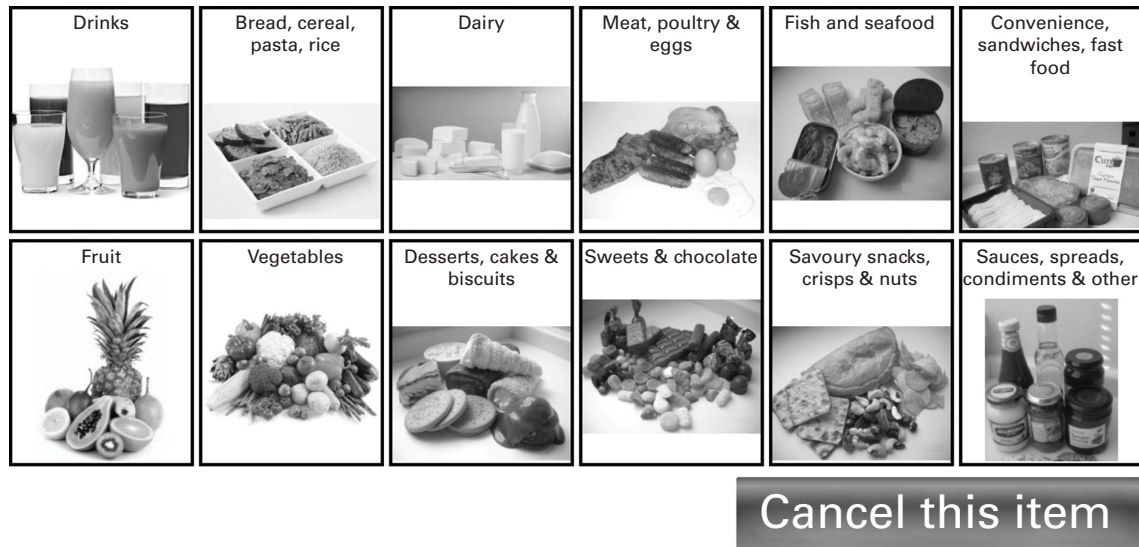 Drinks
Bread, cereal,
pasta, rice
Dairy
Meat, poultry &
eggs
Fish and seafood
Convenience,
sandwiches, fast
food
Curry
Fruit
Vegetables
Desserts, cakes &
biscuits
Sweets & chocolate
Savoury snacks,
crisps & nuts
Sauces, spreads,
condiments & other
Cancel this item